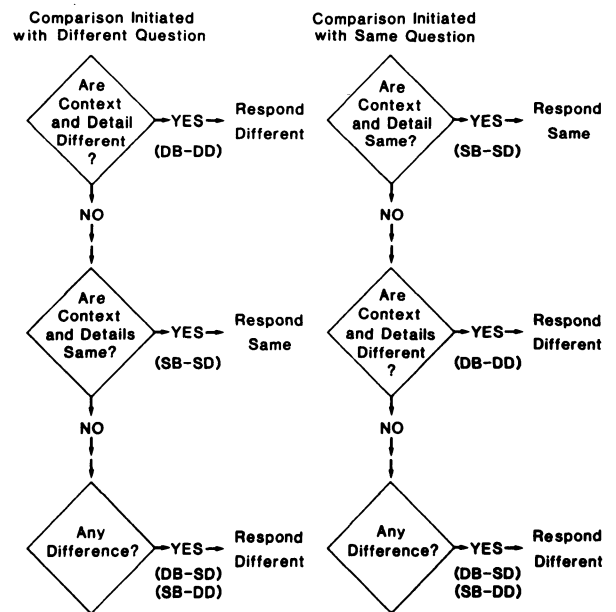 Comparison Initiated
with Different Question
Are
Context
and Detail
Different
?
YES
(DB-DD)
Respond
Different
NO
Are
Context
and Details
Same?
YES
(SB-SD)
Respond
Same
NO
Any
Difference?
YES
(DB-SD)
(SB-DD)
Respond
Different
Comparison Initiated
with Same Question
Are
Context
and Detail
Same?
YES
(SB-SD)
Respond
Same
NO
Are
Context
and Details
Different
?
YES
(DB-DD)
Respond
Different
NO
Any
Difference?
YES
(DB-SD)
(SB-DD)
Respond
Different